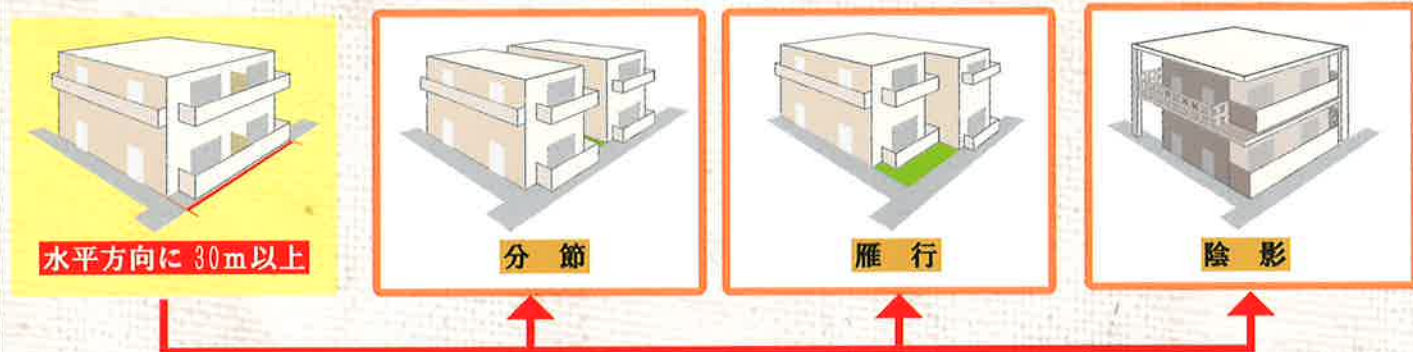 水平方向に 30m以上
分 節
雁 行
陰 影